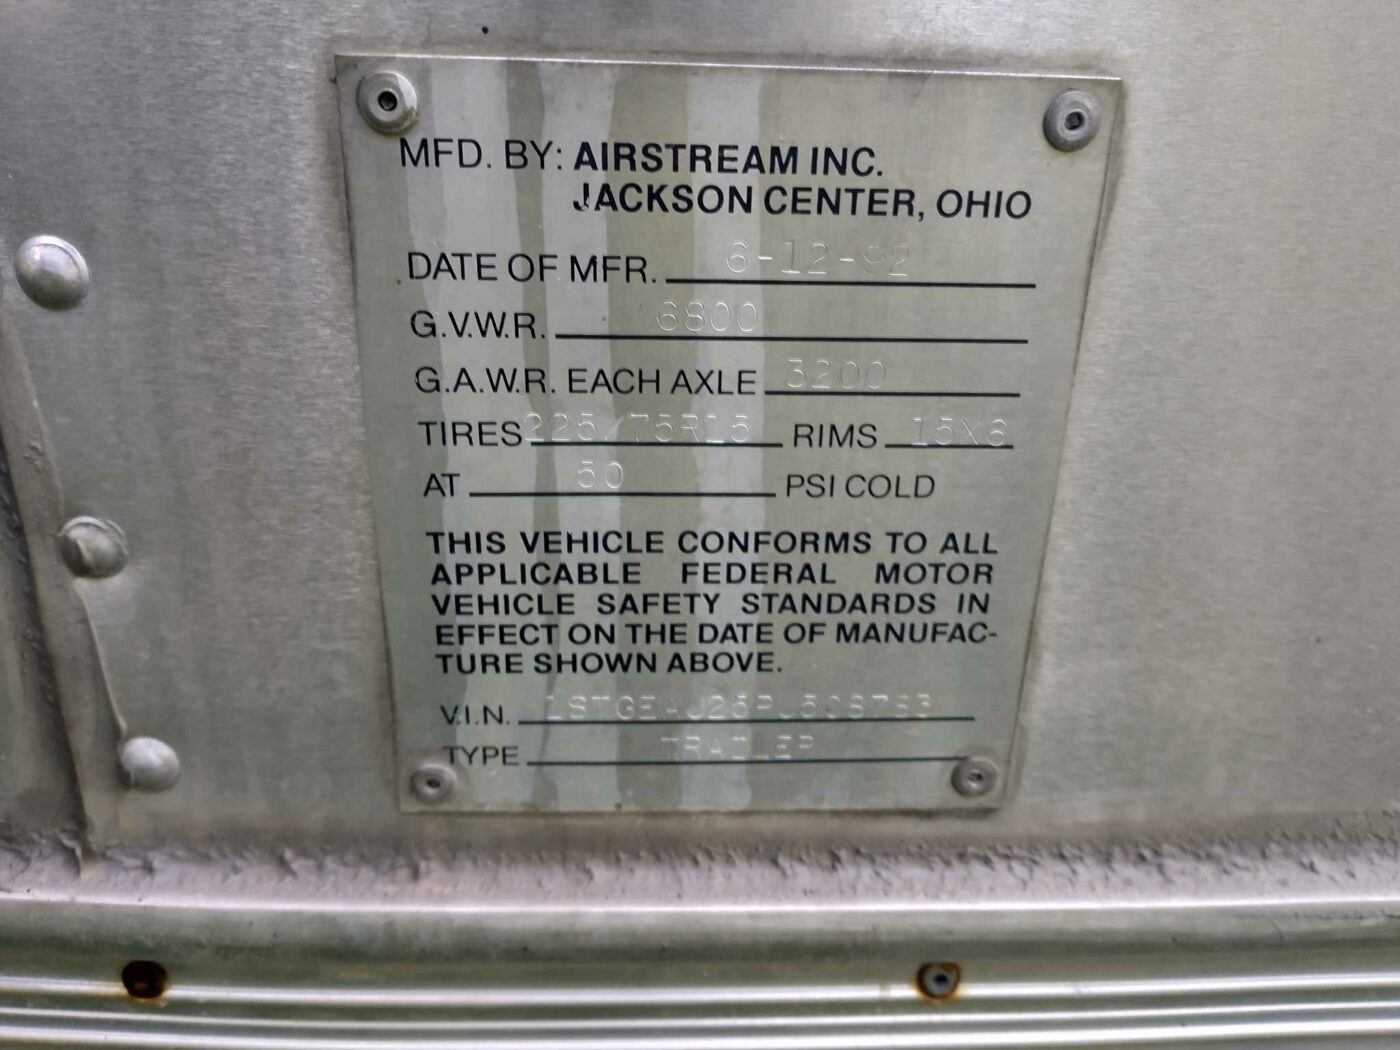 MFD. BY: AIRSTREAM INC.
JACKSON CENTER, OHIO
DATE OF MFR. 6-12-92
G.V.W.R. 6800
G.A.W.R. EACH AXLE 3200
TIRES 225/75R15 RIMS 15X6
AT 50 PSI COLD
THIS VEHICLE CONFORMS TO ALL
APPLICABLE FEDERAL MOTOR
VEHICLE SAFETY STANDARDS IN
EFFECT ON THE DATE OF MANUFAC-
TURE SHOWN ABOVE.
V.I.N.
TYPE TRAILER